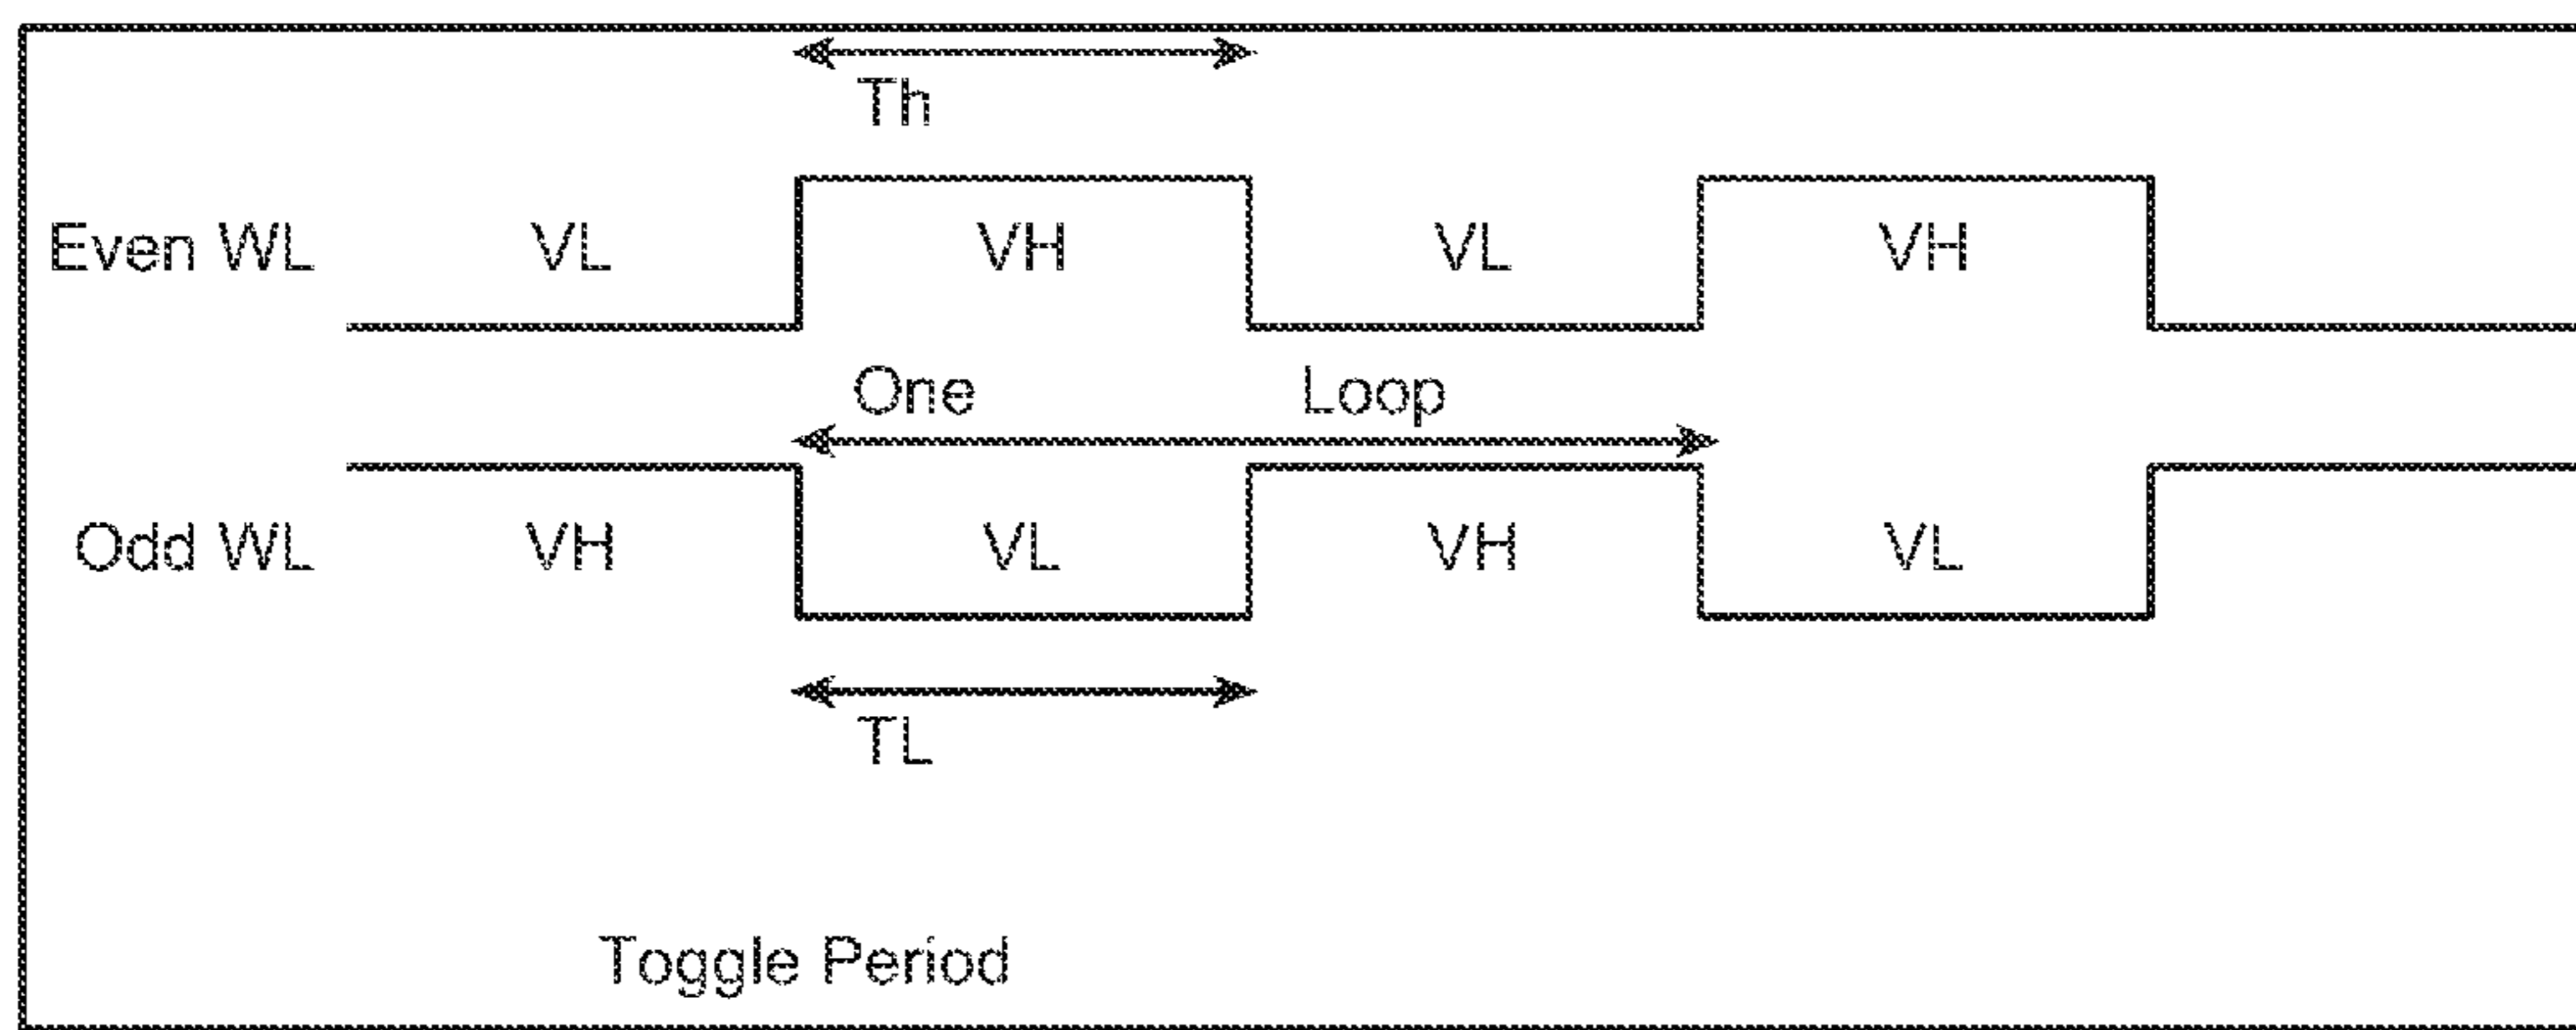 Th
Even WL VL VH VL VH
One Loop
Odd WL VH VL VH VL
TL
Toggle Period